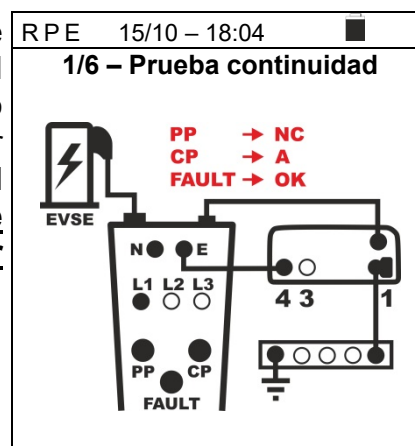 RPE 15/10 – 18:04
1/6 – Prueba continuidad
PP → NC
CP → A
FAULT → OK
EVSE
N E
L1 L2 L3
4 3 1
PP CP
FAULT